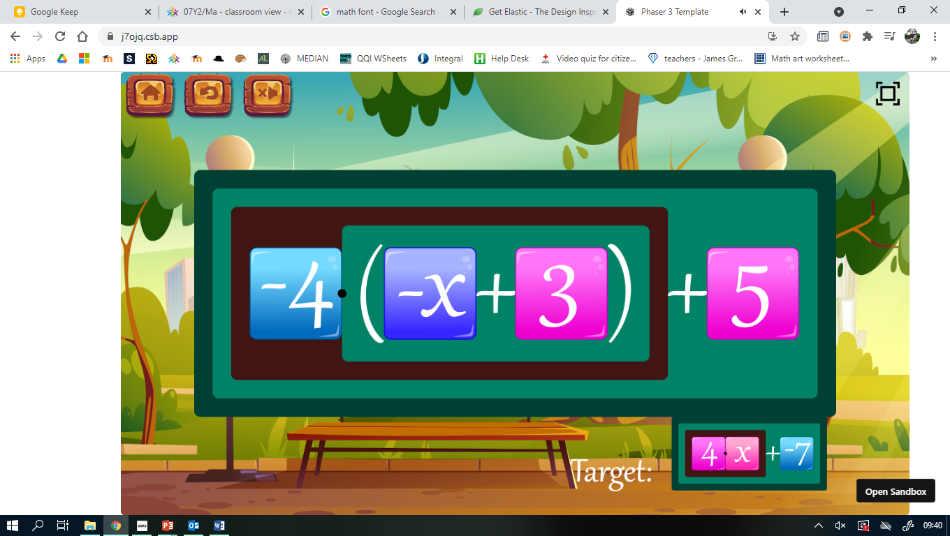 Google Keep
07Y2/Ma - classroom view -
math font - Google Search
Get Elastic - The Design Insp
Phaser 3 Template
j7ojq.csb.app
Apps
MEDIAN
QQI WSheets
Integral
Help Desk
Video quiz for citize...
teachers - James Gr...
Math art worksheet...
-4·(-x+3)+5
Target: 4·x+-7
Open Sandbox
09:40